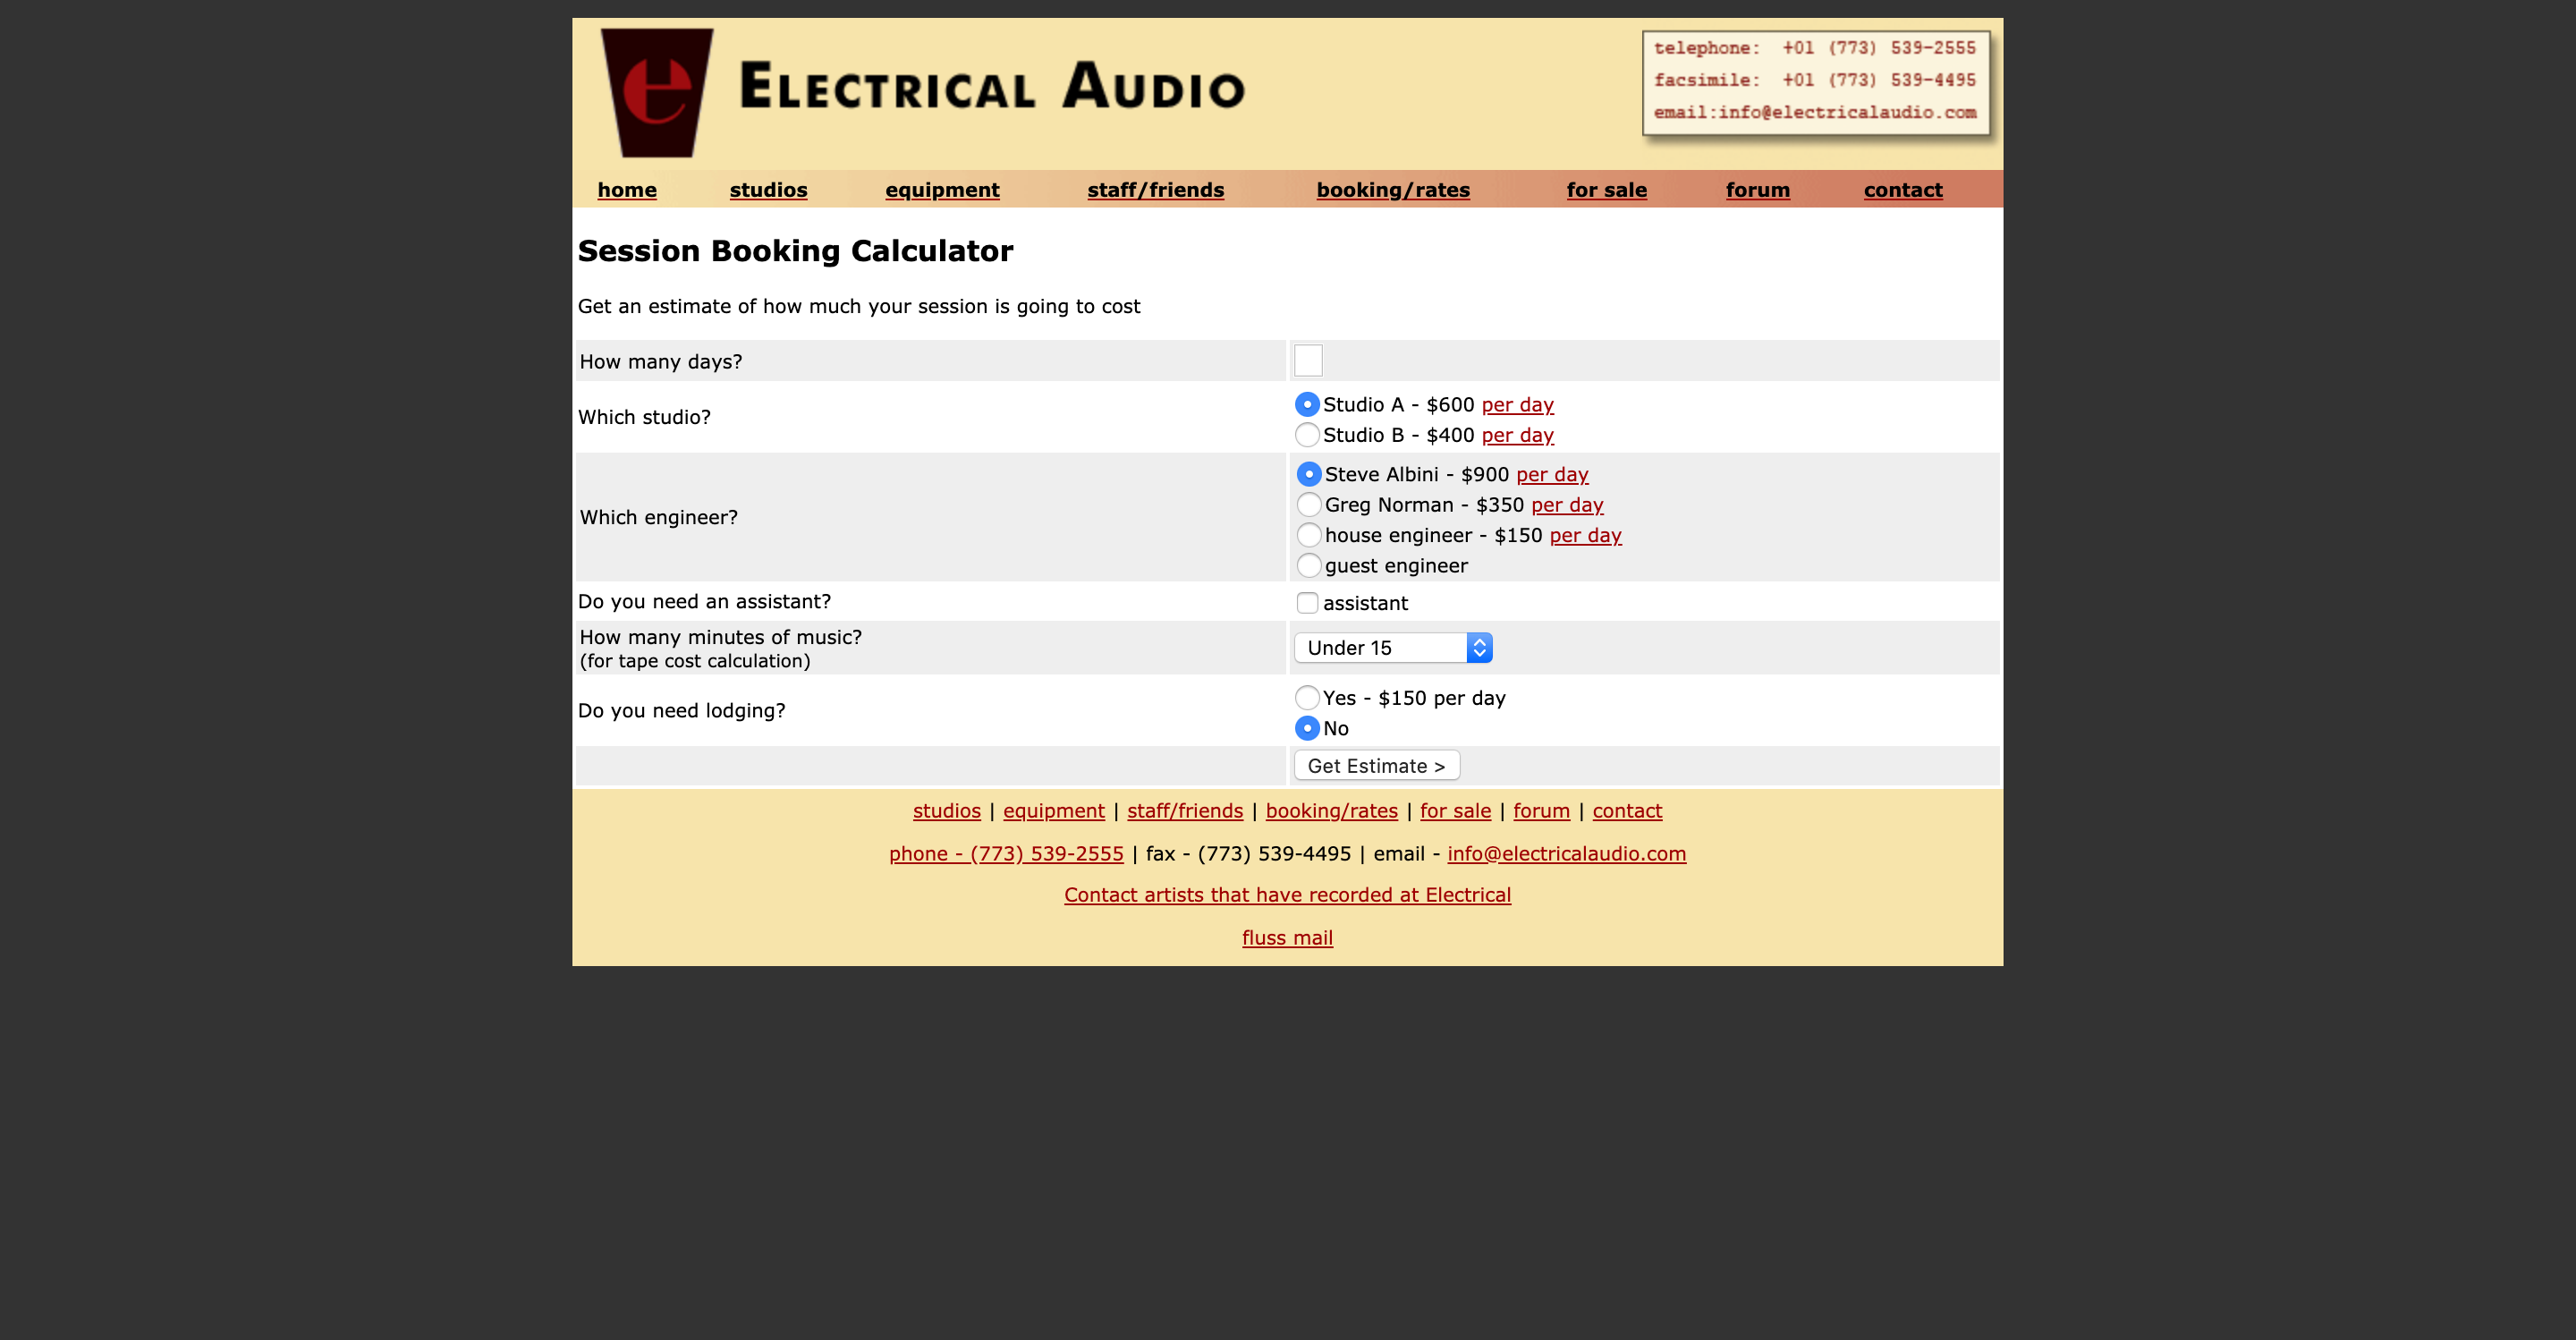 e ELECTRICAL AUDIO
telephone: +01 (773) 539-2555
facsimile: +01 (773) 539-4495
email:info@electricalaudio.com
home studios equipment staff/friends booking/rates for sale forum contact
Session Booking Calculator
Get an estimate of how much your session is going to cost
How many days?
Which studio?
Studio A - $600 per day
Studio B - $400 per day
Which engineer?
Steve Albini - $900 per day
Greg Norman - $350 per day
house engineer - $150 per day
guest engineer
Do you need an assistant? assistant
How many minutes of music?
(for tape cost calculation)
Under 15
Do you need lodging?
Yes - $150 per day
No
Get Estimate >
studios | equipment | staff/friends | booking/rates | for sale | forum | contact
phone - (773) 539-2555 | fax - (773) 539-4495 | email - info@electricalaudio.com
Contact artists that have recorded at Electrical
fluss mail